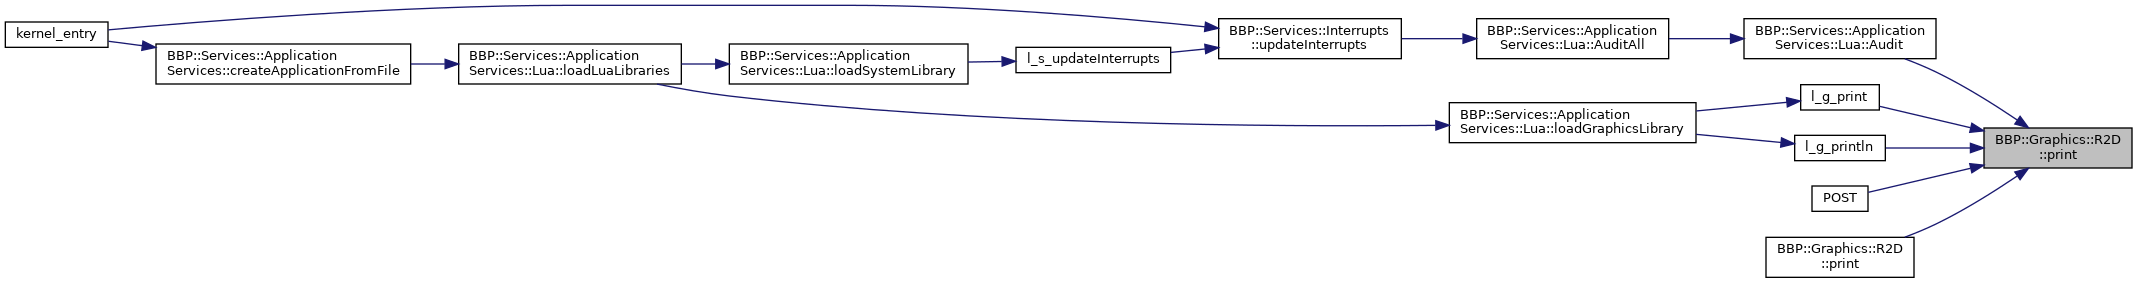 kernel_entry
BBP::Services::Application
Services::createApplicationFromFile
BBP::Services::Application
Services::Lua::loadLuaLibraries
BBP::Services::Application
Services::Lua::loadSystemLibrary
l_s_updateInterrupts
BBP::Services::Interrupts
::updateInterrupts
BBP::Services::Application
Services::Lua::AuditAll
BBP::Services::Application
Services::Lua::Audit
BBP::Services::Application
Services::Lua::loadGraphicsLibrary
l_g_print
l_g_println
POST
BBP::Graphics::R2D
::print
BBP::Graphics::R2D
::print